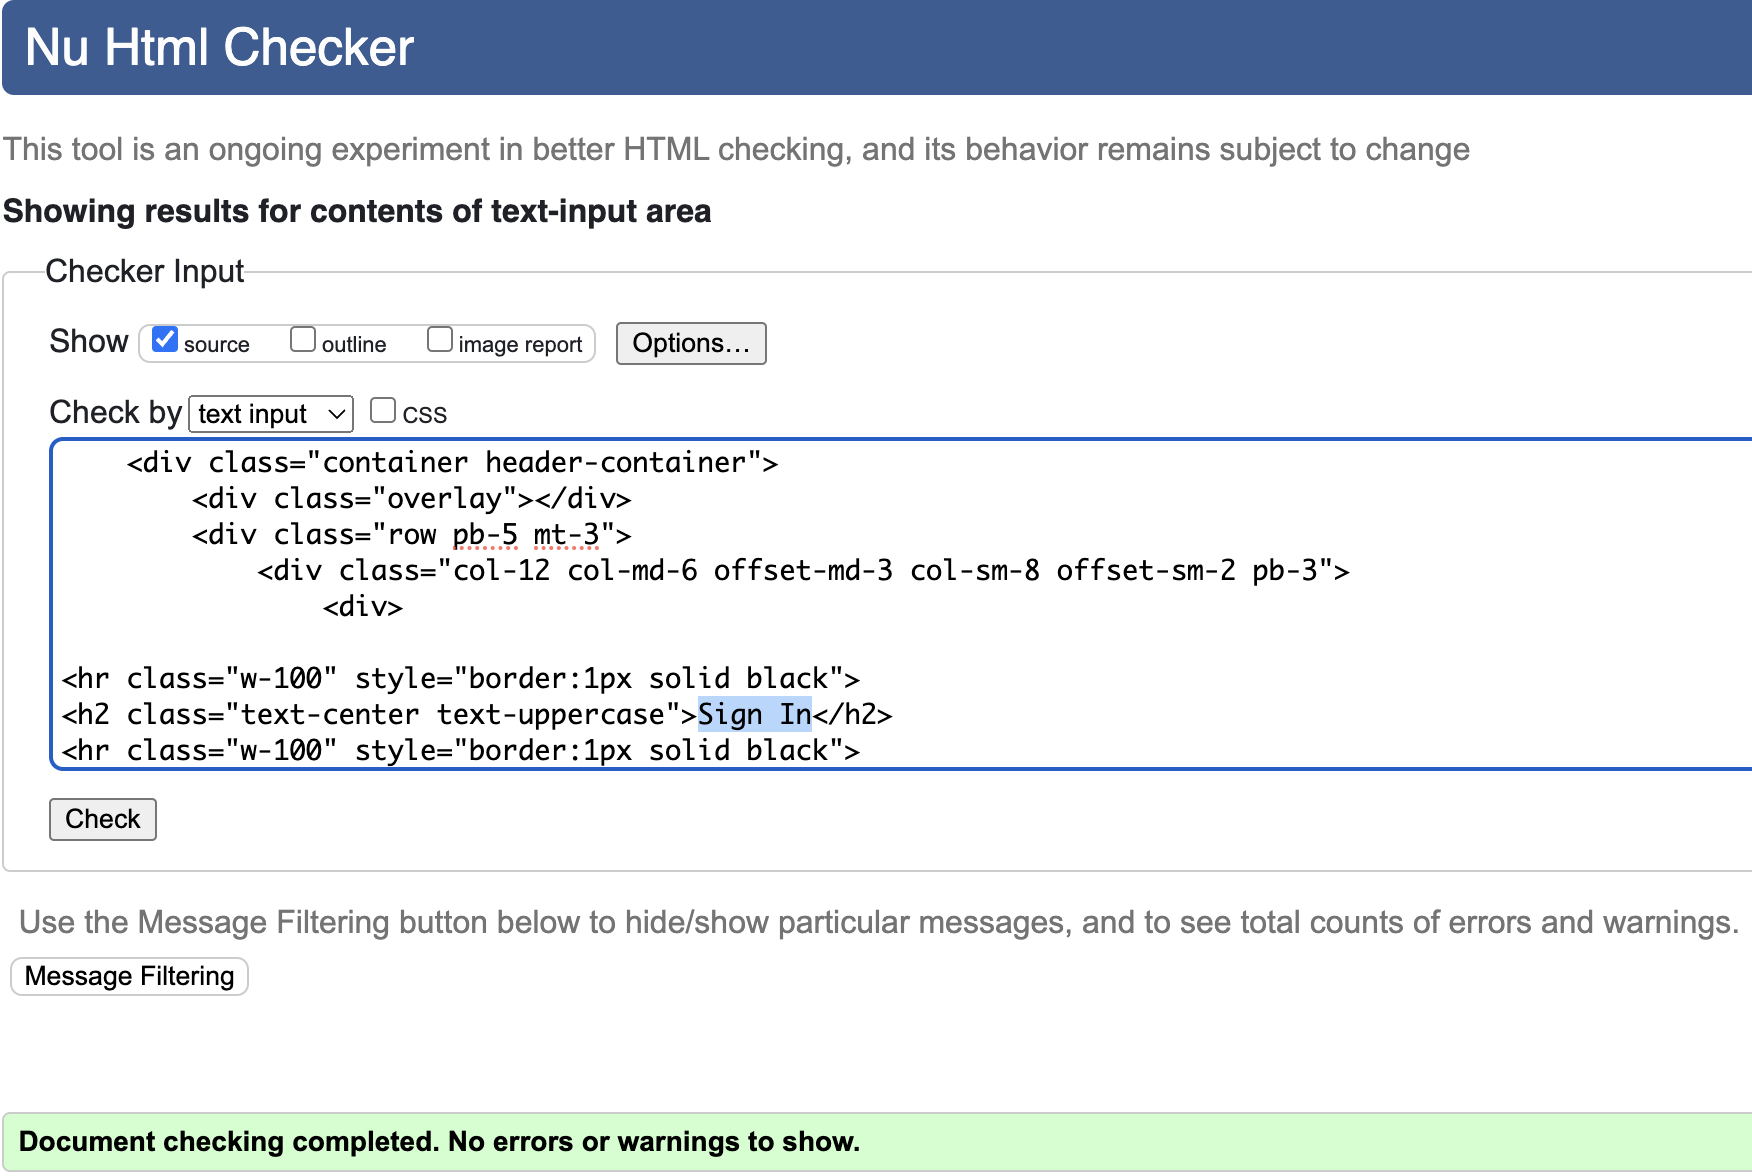 Nu Html Checker
This tool is an ongoing experiment in better HTML checking, and its behavior remains subject to change
Showing results for contents of text-input area
Checker Input
Show source outline image report Options...
Check by text input css
<div class="container header-container">
<div class="overlay"></div>
<div class="row pb-5 mt-3">
<div class="col-12 col-md-6 offset-md-3 col-sm-8 offset-sm-2 pb-3">
<div>
<hr class="w-100" style="border:1px solid black">
<h2 class="text-center text-uppercase">Sign In</h2>
<hr class="w-100" style="border:1px solid black">
Check
Use the Message Filtering button below to hide/show particular messages, and to see total counts of errors and warnings.
Message Filtering
Document checking completed. No errors or warnings to show.